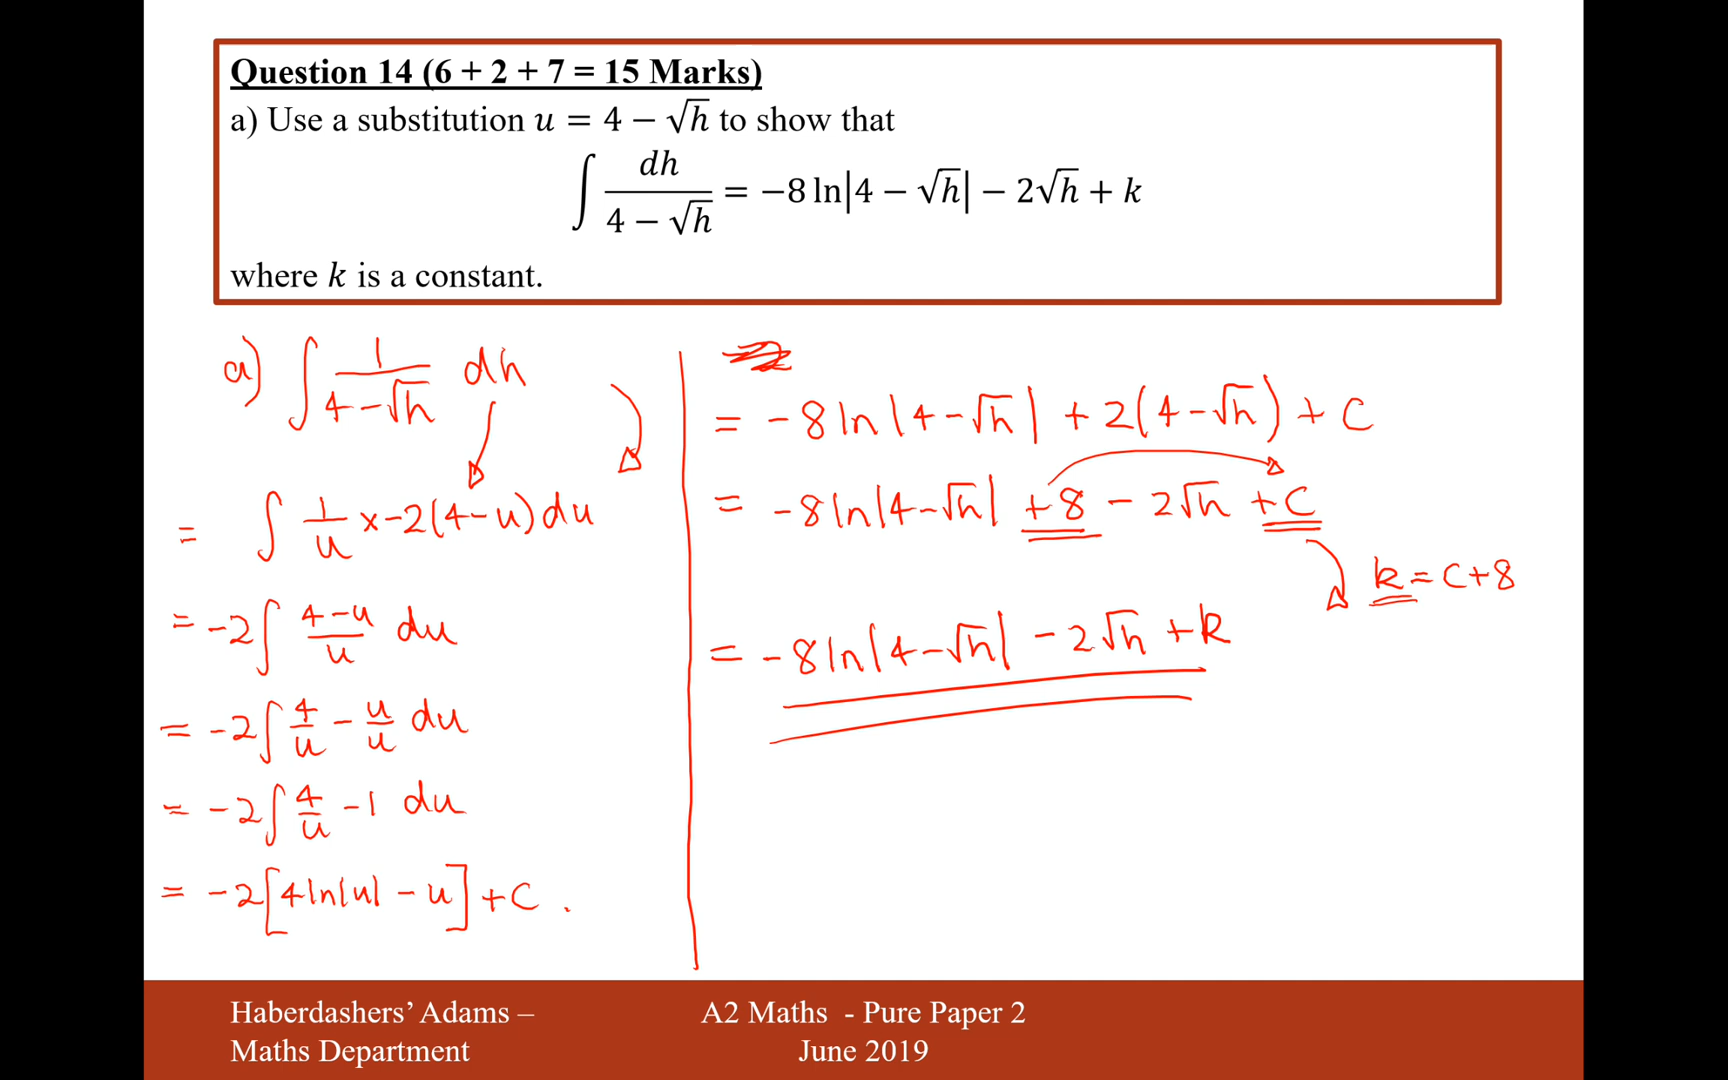 Question 14 (6 + 2 + 7 = 15 Marks)
a) Use a substitution u = 4 − √h to show that
∫ dh/(4 − √h) = −8 ln|4 − √h| − 2√h + k
where k is a constant.
a) ∫ 1/(4−√h) dh
= ∫ 1/u × −2(4−u) du
= −2∫ (4−u)/u du
= −2∫ 4/u − u/u du
= −2∫ 4/u − 1 du
= −2[4ln|u| − u] + c .
= −8ln|4−√h| + 2(4−√h) + c
= −8ln|4−√h| +8 − 2√h + c
k = c+8
= −8ln|4−√h| − 2√h + k
Haberdashers’ Adams –
Maths Department
A2 Maths - Pure Paper 2
June 2019